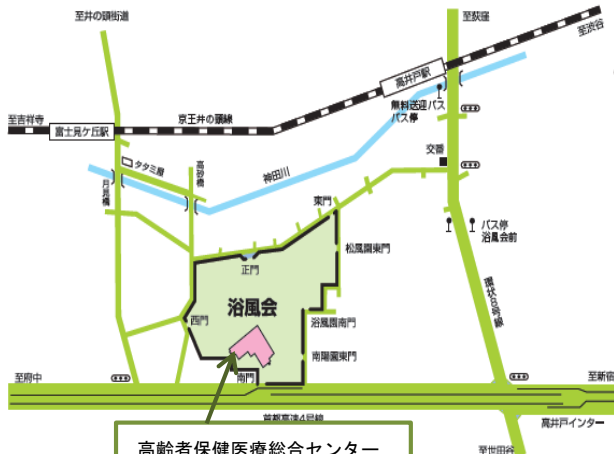 至井の頭街道
至荻窪
至渋谷
高井戸駅
無料送迎バス
バス停
至吉祥寺
富士見ケ丘駅
京王井の頭線
交番
タタミ屋
高砂橋
月見橋
神田川
東門
バス停
浴風会前
松風園東門
正門
環状8号線
浴風会
西門
浴風園南門
南陽園東門
至府中
南門
至新宿
首都高速4号線
高井戸インター
高齢者保健医療総合センター
至世田谷